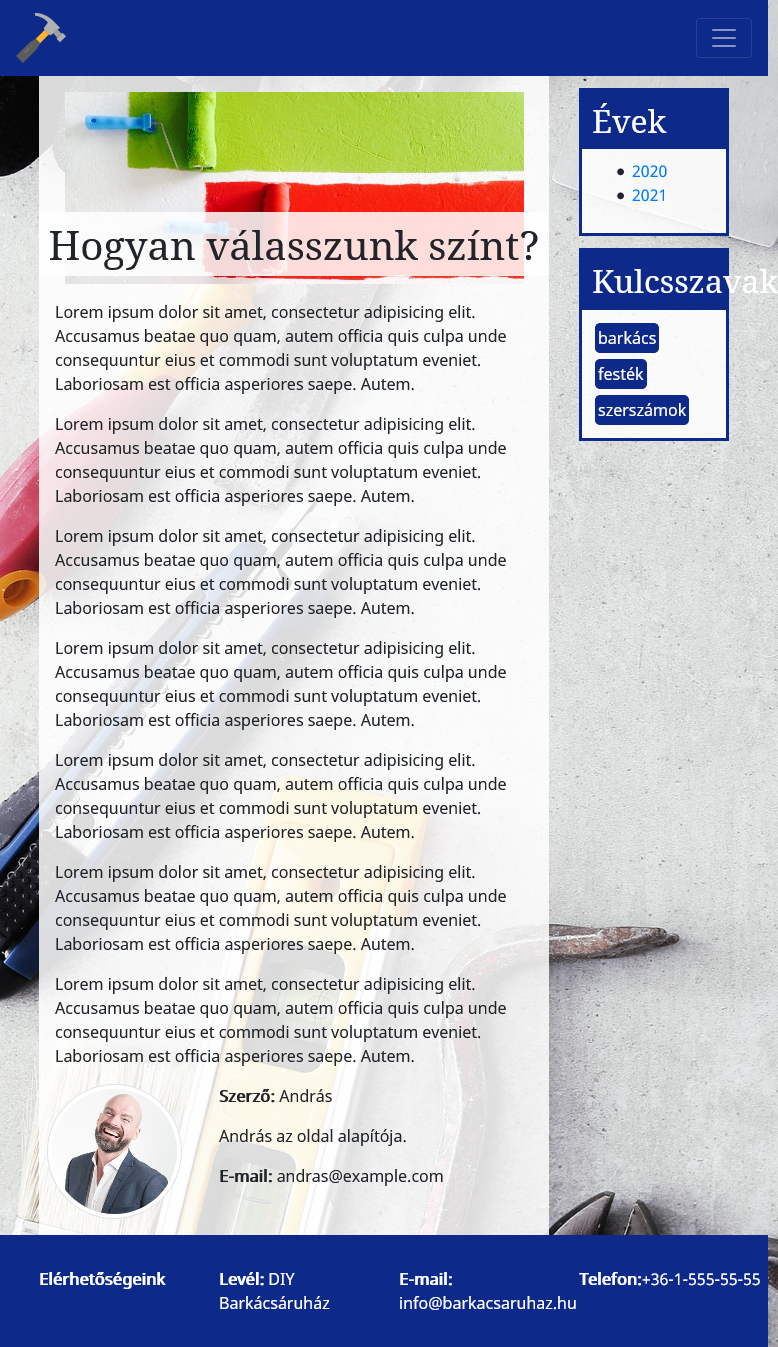 Hogyan válasszunk színt?
Lorem ipsum dolor sit amet, consectetur adipisicing elit.
Accusamus beatae quo quam, autem officia quis culpa unde
consequuntur eius et commodi sunt voluptatum eveniet.
Laboriosam est officia asperiores saepe. Autem.
Lorem ipsum dolor sit amet, consectetur adipisicing elit.
Accusamus beatae quo quam, autem officia quis culpa unde
consequuntur eius et commodi sunt voluptatum eveniet.
Laboriosam est officia asperiores saepe. Autem.
Lorem ipsum dolor sit amet, consectetur adipisicing elit.
Accusamus beatae quo quam, autem officia quis culpa unde
consequuntur eius et commodi sunt voluptatum eveniet.
Laboriosam est officia asperiores saepe. Autem.
Lorem ipsum dolor sit amet, consectetur adipisicing elit.
Accusamus beatae quo quam, autem officia quis culpa unde
consequuntur eius et commodi sunt voluptatum eveniet.
Laboriosam est officia asperiores saepe. Autem.
Lorem ipsum dolor sit amet, consectetur adipisicing elit.
Accusamus beatae quo quam, autem officia quis culpa unde
consequuntur eius et commodi sunt voluptatum eveniet.
Laboriosam est officia asperiores saepe. Autem.
Lorem ipsum dolor sit amet, consectetur adipisicing elit.
Accusamus beatae quo quam, autem officia quis culpa unde
consequuntur eius et commodi sunt voluptatum eveniet.
Laboriosam est officia asperiores saepe. Autem.
Lorem ipsum dolor sit amet, consectetur adipisicing elit.
Accusamus beatae quo quam, autem officia quis culpa unde
consequuntur eius et commodi sunt voluptatum eveniet.
Laboriosam est officia asperiores saepe. Autem.
Szerző: András
András az oldal alapítója.
E-mail: andras@example.com
Évek
2020
2021
Kulcsszavak
barkács
festék
szerszámok
Elérhetőségeink
Levél: DIY
Barkácsáruház
E-mail:
info@barkacsaruhaz.hu
Telefon:+36-1-555-55-55